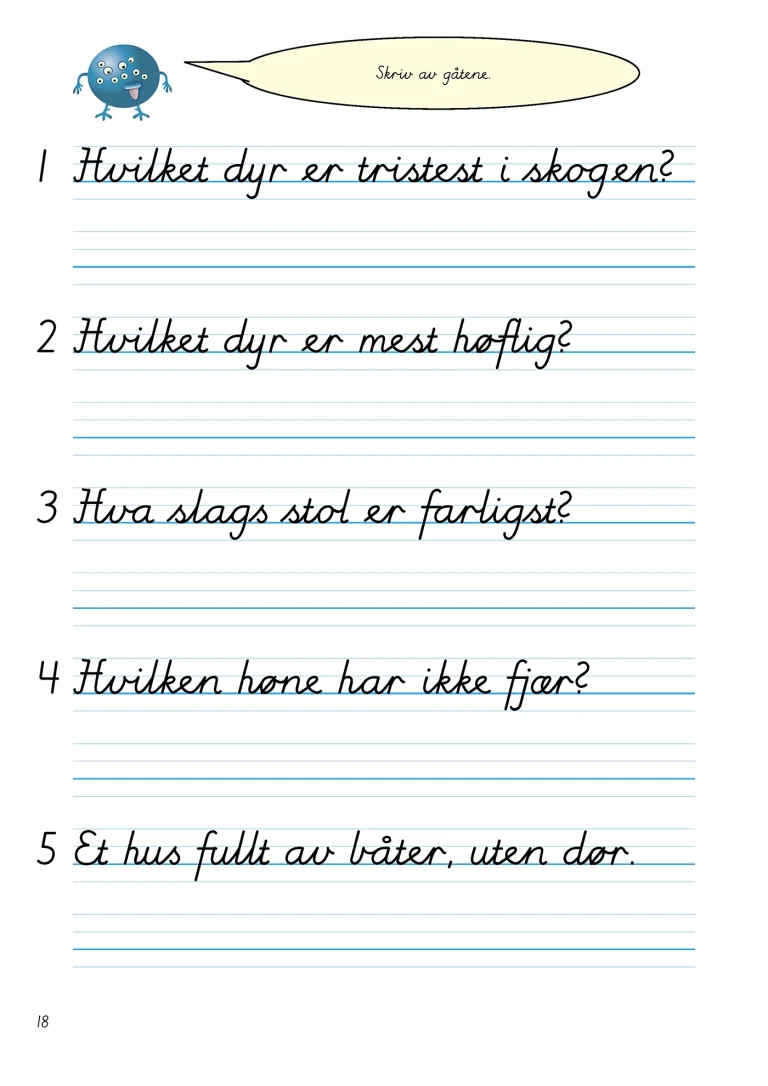 Skriv av gåtene.
1 Hvilket dyr er tristest i skogen?
2 Hvilket dyr er mest høflig?
3 Hva slags stol er farligst?
4 Hvilken høne har ikke fjær?
5 Et hus fullt av båter, uten dør.
18